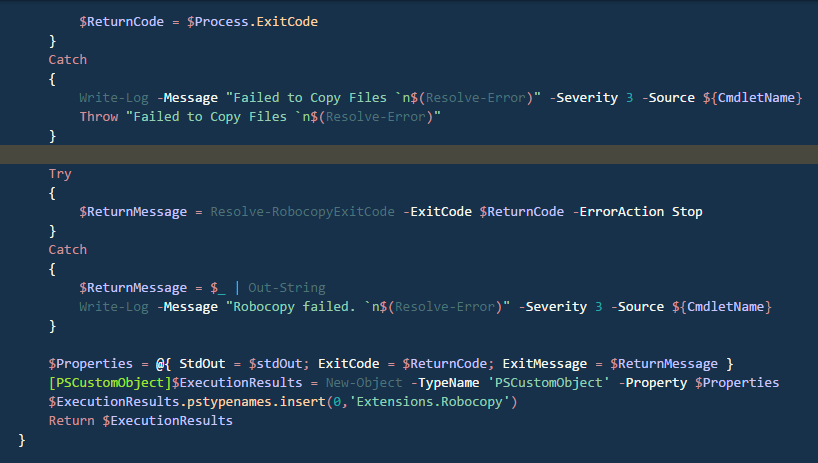 $ReturnCode = $Process.ExitCode
}
Catch
{
Write-Log -Message "Failed to Copy Files `n$(Resolve-Error)" -Severity 3 -Source ${CmdletName}
Throw "Failed to Copy Files `n$(Resolve-Error)"
}
Try
{
$ReturnMessage = Resolve-RobocopyExitCode -ExitCode $ReturnCode -ErrorAction Stop
}
Catch
{
$ReturnMessage = $_ | Out-String
Write-Log -Message "Robocopy failed. `n$(Resolve-Error)" -Severity 3 -Source ${CmdletName}
}
$Properties = @{ StdOut = $stdOut; ExitCode = $ReturnCode; ExitMessage = $ReturnMessage }
[PSCustomObject]$ExecutionResults = New-Object -TypeName 'PSCustomObject' -Property $Properties
$ExecutionResults.pstypenames.insert(0,'Extensions.Robocopy')
Return $ExecutionResults
}